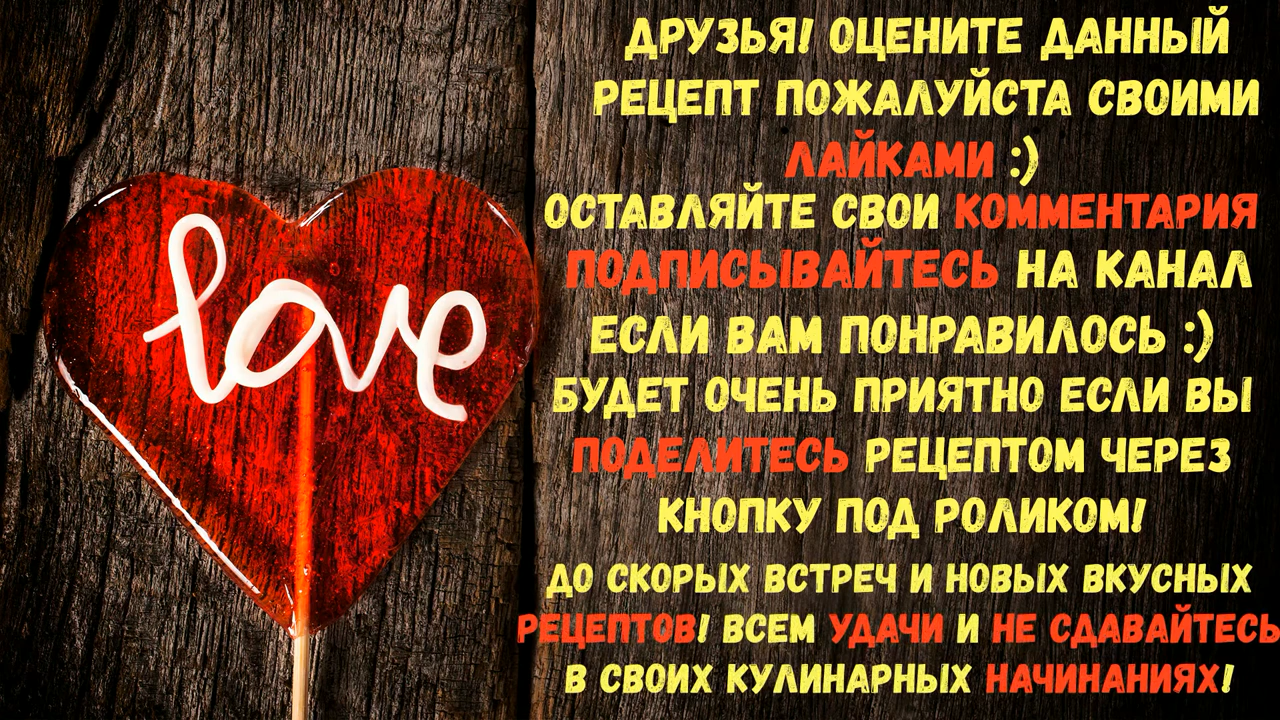 love
ДРУЗЬЯ! ОЦЕНИТЕ ДАННЫЙ
РЕЦЕПТ ПОЖАЛУЙСТА СВОИМИ
ЛАЙКАМИ :)
ОСТАВЛЯЙТЕ СВОИ КОММЕНТАРИЯ
ПОДПИСЫВАЙТЕСЬ НА КАНАЛ
ЕСЛИ ВАМ ПОНРАВИЛОСЬ :)
БУДЕТ ОЧЕНЬ ПРИЯТНО ЕСЛИ ВЫ
ПОДЕЛИТЕСЬ РЕЦЕПТОМ ЧЕРЕЗ
КНОПКУ ПОД РОЛИКОМ!
ДО СКОРЫХ ВСТРЕЧ И НОВЫХ ВКУСНЫХ
РЕЦЕПТОВ! ВСЕМ УДАЧИ И НЕ СДАВАЙТЕСЬ
В СВОИХ КУЛИНАРНЫХ НАЧИНАНИЯХ!